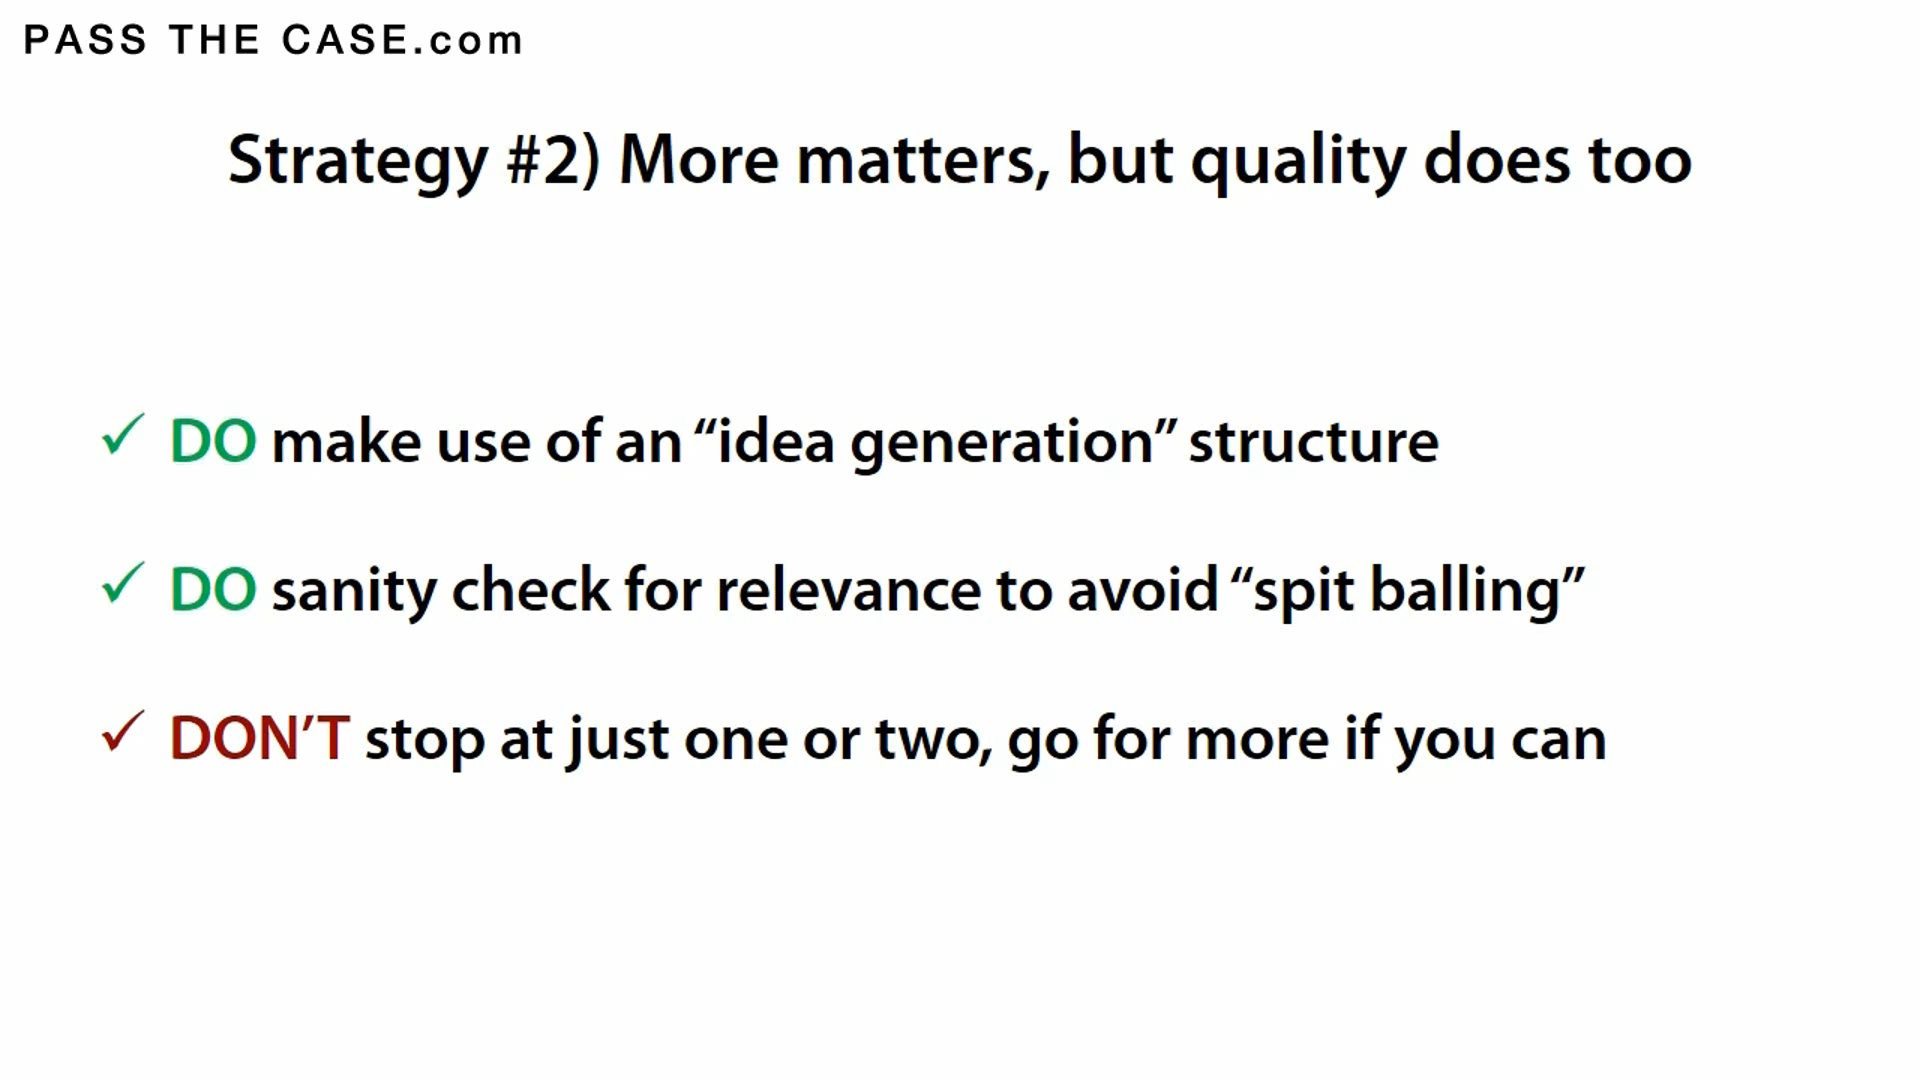 PASS THE CASE.com
Strategy #2) More matters, but quality does too
✓ DO make use of an “idea generation” structure
✓ DO sanity check for relevance to avoid “spit balling”
✓ DON’T stop at just one or two, go for more if you can